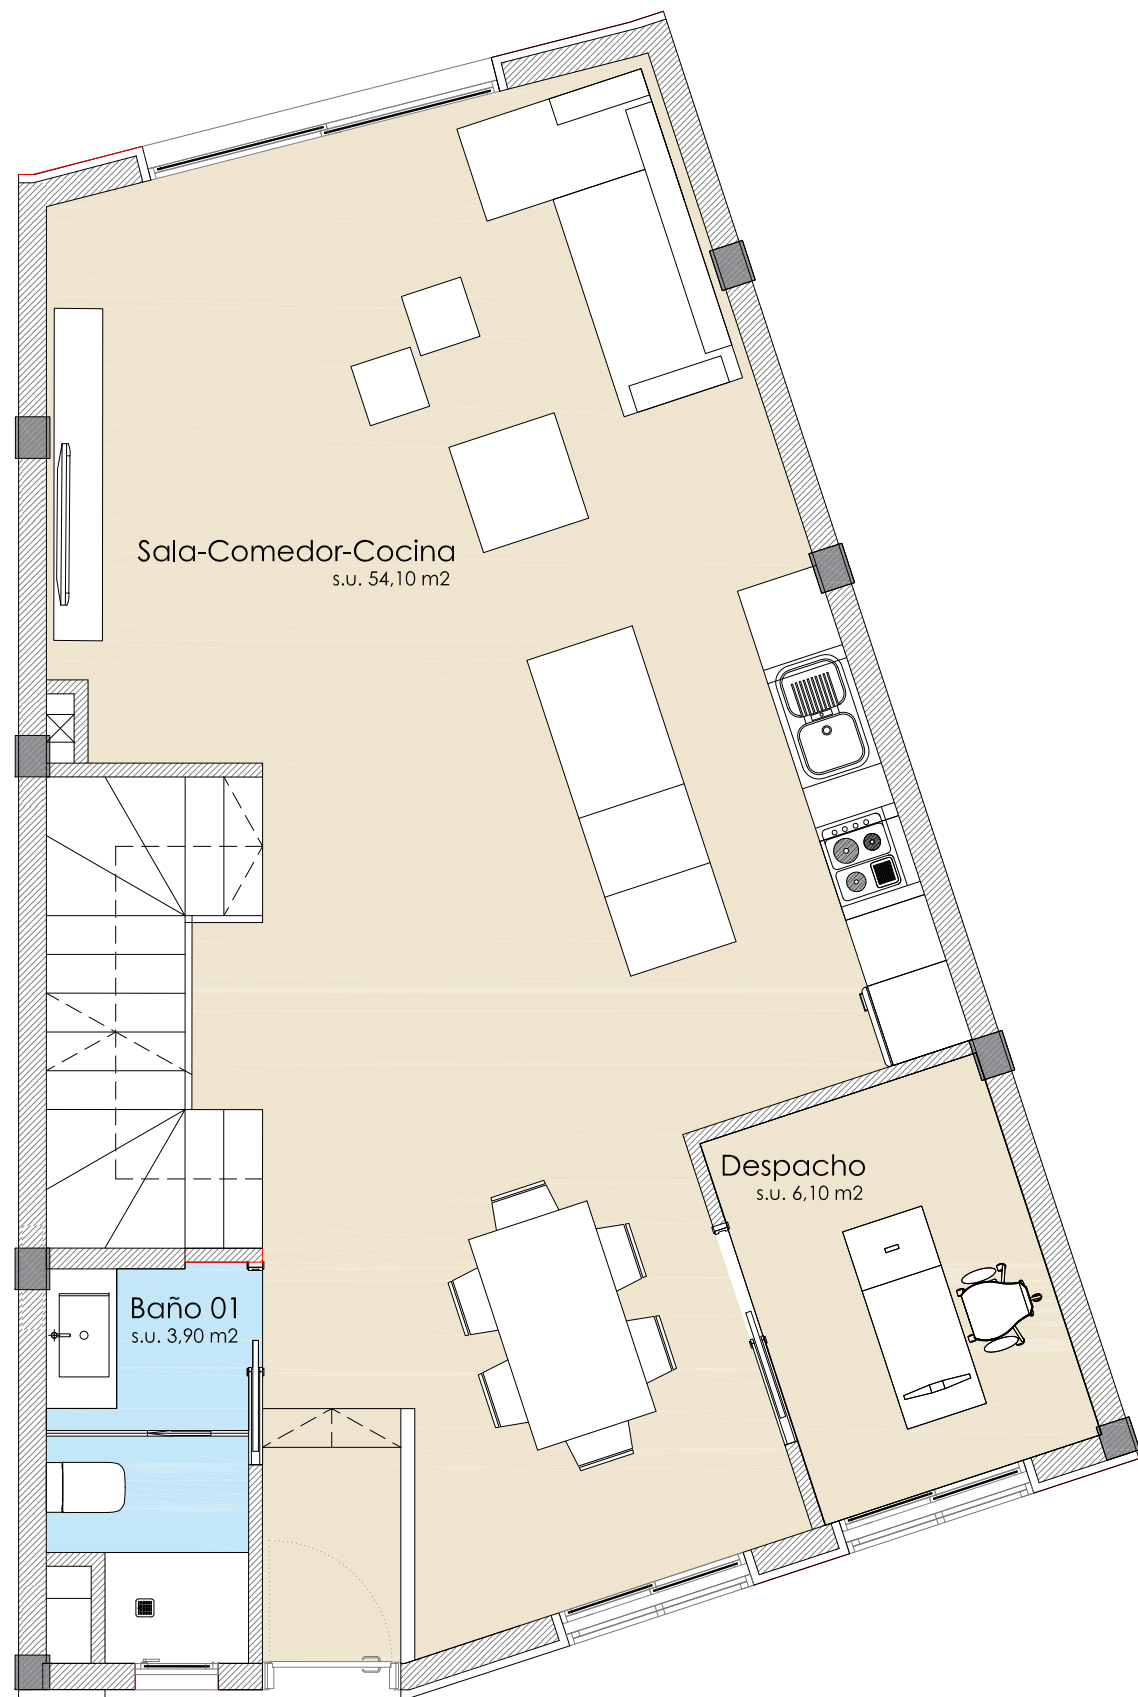 Sala-Comedor-Cocina
s.u. 54,10 m2
Despacho
s.u. 6,10 m2
Baño 01
s.u. 3,90 m2